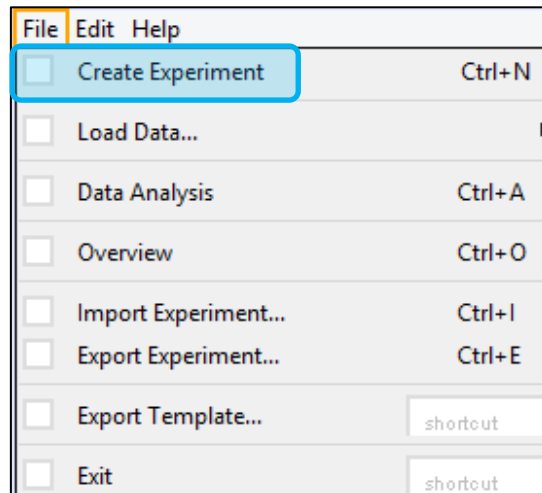 File Edit Help
Create Experiment Ctrl+N
Load Data...
Data Analysis Ctrl+A
Overview Ctrl+O
Import Experiment... Ctrl+I
Export Experiment... Ctrl+E
Export Template... shortcut
Exit shortcut